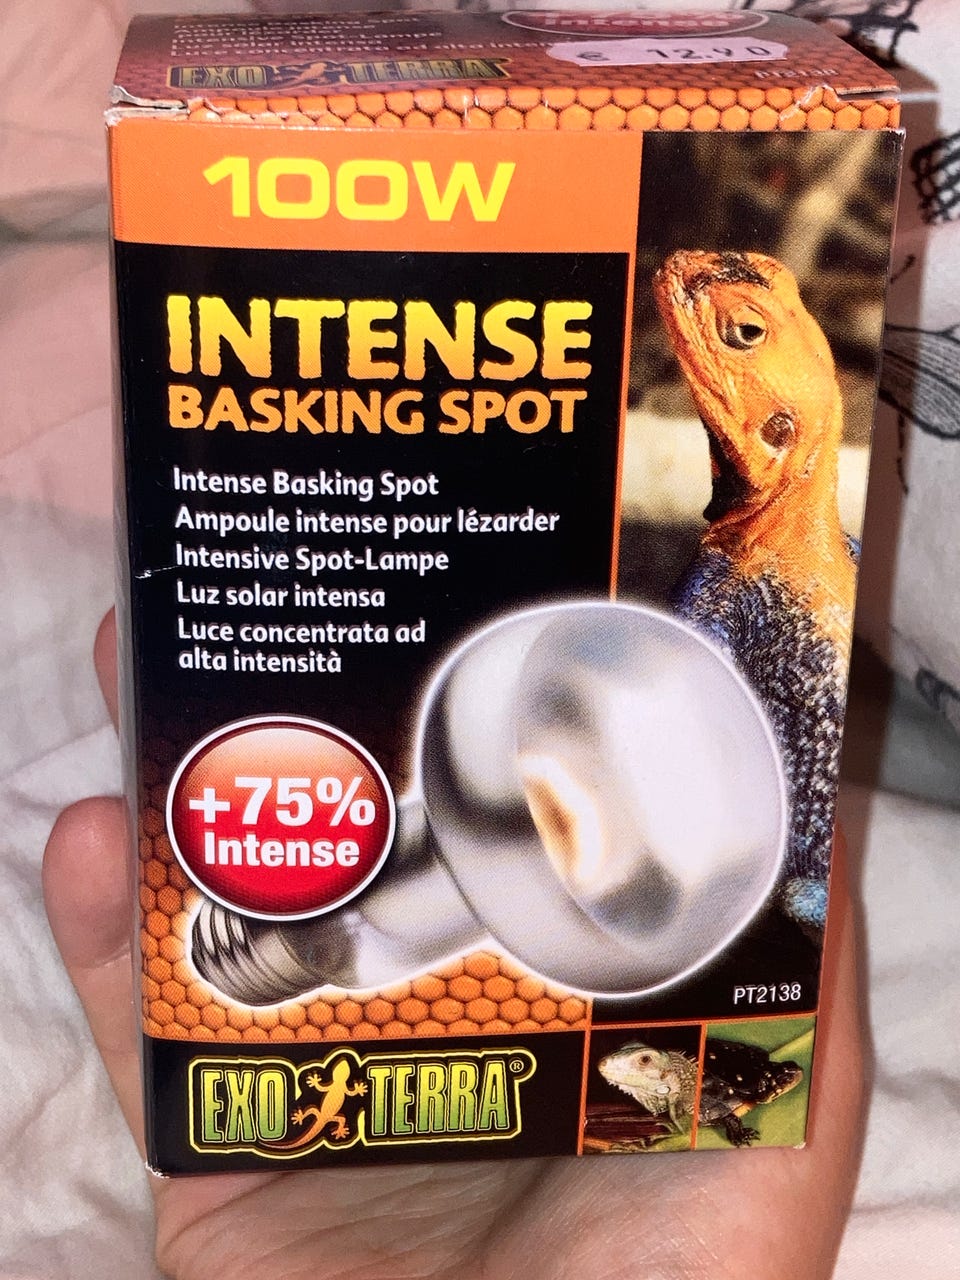 EXO TERRA
€ 12.90
PT2138
100W
INTENSE
BASKING SPOT
Intense Basking Spot
Ampoule intense pour lézarder
Intensive Spot-Lampe
Luz solar intensa
Luce concentrata ad
alta intensità
+75%
Intense
PT2138
EXO TERRA®